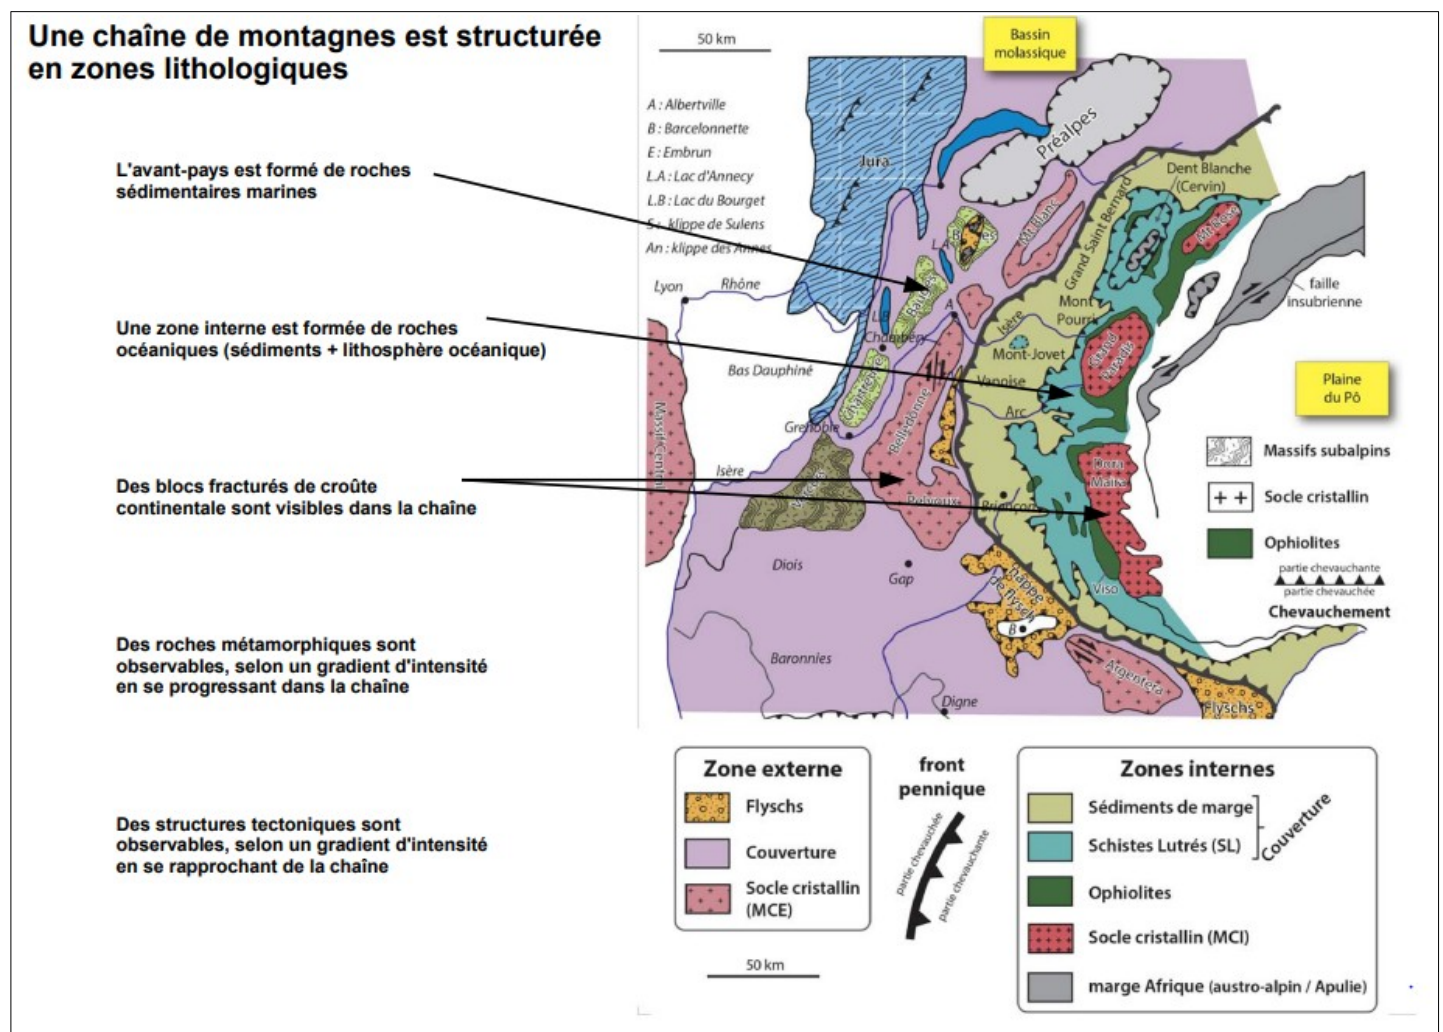 Une chaîne de montagnes est structurée
en zones lithologiques
L'avant-pays est formé de roches
sédimentaires marines
Une zone interne est formée de roches
océaniques (sédiments + lithosphère océanique)
Des blocs fracturés de croûte
continentale sont visibles dans la chaîne
Des roches métamorphiques sont
observables, selon un gradient d'intensité
en se progressant dans la chaîne
Des structures tectoniques sont
observables, selon un gradient d'intensité
en se rapprochant de la chaîne
50 km
Bassin
molassique
A : Albertville
B : Barcelonnette
E : Embrun
L.A : Lac d'Annecy
L.B : Lac du Bourget
S : klippe de Sulens
An : klippe des Annes
Jura
Préalpes
Dent Blanche
(Cervin)
Grand Saint Bernard
Mt Blanc
Mt Rose
L.A
Lyon
Rhône
faille
insubrienne
Bauges
L.B
A
Isère
Mont
Pourri
Mont-Jovet
Grand
Paradis
Chambéry
Bas Dauphiné
Vanoise
Plaine
du Pô
Chartreuse
Belledonne
Arc
Massif Central
Grenoble
Isère
Vercors
Pelvoux
Briançon
Dora
Maira
Massifs subalpins
Socle cristallin
Ophiolites
partie chevauchante
partie chevauchée
Chevauchement
Diois
Gap
nappe
de flysch
B
Viso
Baronnies
Argentera
Digne
Flyschs
Zone externe
Flyschs
Couverture
Socle cristallin
(MCE)
front
pennique
partie chevauchée
partie chevauchante
50 km
Zones internes
Sédiments de marge
Schistes Lutrés (SL)
Couverture
Ophiolites
Socle cristallin (MCI)
marge Afrique (austro-alpin / Apulie)